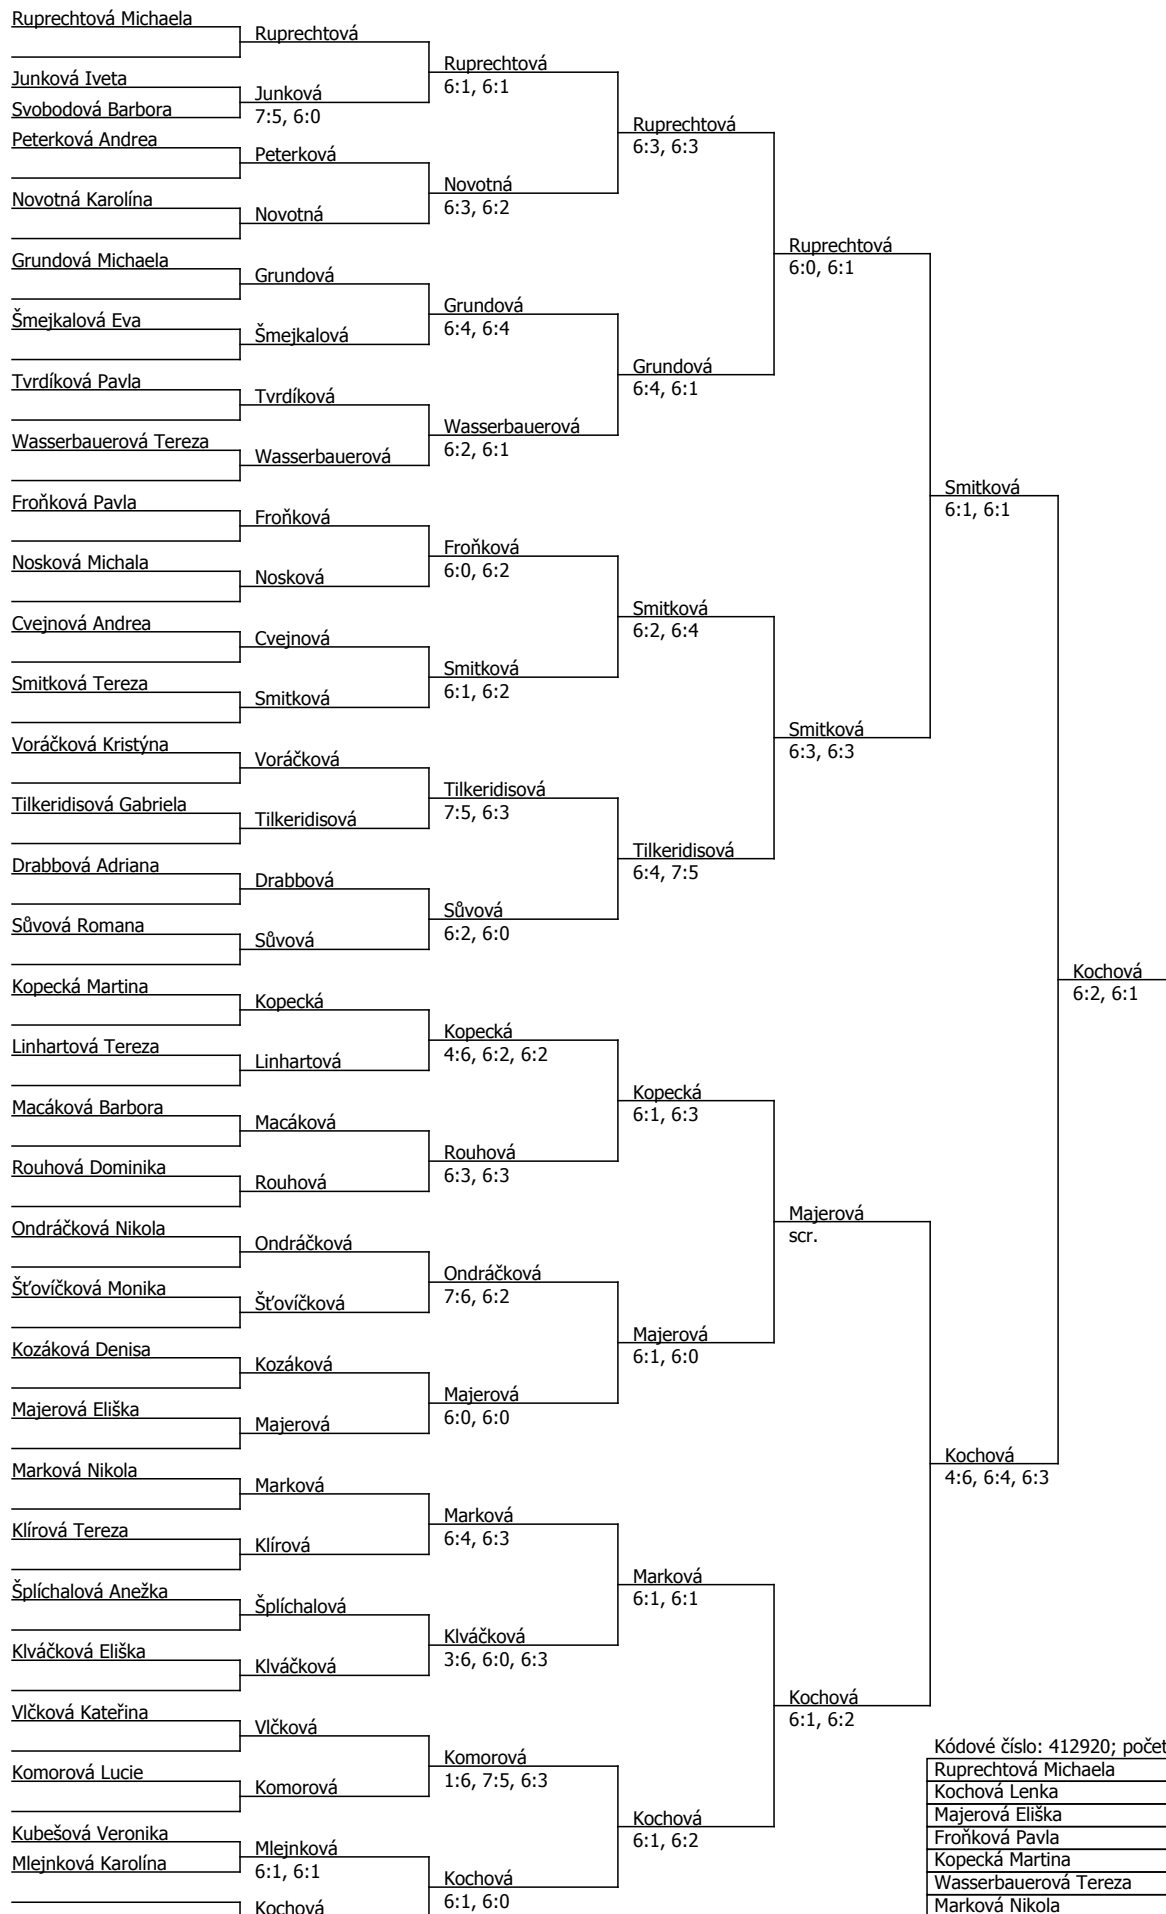 Ruprechtová Michaela
Junková Iveta
Svobodová Barbora
Peterková Andrea
Novotná Karolína
Grundová Michaela
Šmejkalová Eva
Tvrdíková Pavla
Wasserbauerová Tereza
Froňková Pavla
Nosková Michala
Cvejnová Andrea
Smitková Tereza
Voráčková Kristýna
Tilkeridisová Gabriela
Drabbová Adriana
Sůvová Romana
Kopecká Martina
Linhartová Tereza
Macáková Barbora
Rouhová Dominika
Ondráčková Nikola
Šťovíčková Monika
Kozáková Denisa
Majerová Eliška
Marková Nikola
Klírová Tereza
Šplíchalová Anežka
Klváčková Eliška
Vlčková Kateřina
Komorová Lucie
Kubešová Veronika
Mlejnková Karolína
Ruprechtová
Junková
7:5, 6:0
Peterková
Novotná
Grundová
Šmejkalová
Tvrdíková
Wasserbauerová
Froňková
Nosková
Cvejnová
Smitková
Voráčková
Tilkeridisová
Drabbová
Sůvová
Kopecká
Linhartová
Macáková
Rouhová
Ondráčková
Šťovíčková
Kozáková
Majerová
Marková
Klírová
Šplíchalová
Klváčková
Vlčková
Komorová
Mlejnková
6:1, 6:1
Kochová
Ruprechtová
6:1, 6:1
Novotná
6:3, 6:2
Grundová
6:4, 6:4
Wasserbauerová
6:2, 6:1
Froňková
6:0, 6:2
Smitková
6:1, 6:2
Tilkeridisová
7:5, 6:3
Sůvová
6:2, 6:0
Kopecká
4:6, 6:2, 6:2
Rouhová
6:3, 6:3
Ondráčková
7:6, 6:2
Majerová
6:0, 6:0
Marková
6:4, 6:3
Klváčková
3:6, 6:0, 6:3
Komorová
1:6, 7:5, 6:3
Kochová
6:1, 6:0
Ruprechtová
6:3, 6:3
Grundová
6:4, 6:1
Smitková
6:2, 6:4
Tilkeridisová
6:4, 7:5
Kopecká
6:1, 6:3
Majerová
6:1, 6:0
Marková
6:1, 6:1
Kochová
6:1, 6:2
Ruprechtová
6:0, 6:1
Smitková
6:3, 6:3
Majerová
scr.
Kochová
6:1, 6:2
Smitková
6:1, 6:1
Kochová
4:6, 6:4, 6:3
Kochová
6:2, 6:1
Kódové číslo: 412920; počet
Ruprechtová Michaela
Kochová Lenka
Majerová Eliška
Froňková Pavla
Kopecká Martina
Wasserbauerová Tereza
Marková Nikola